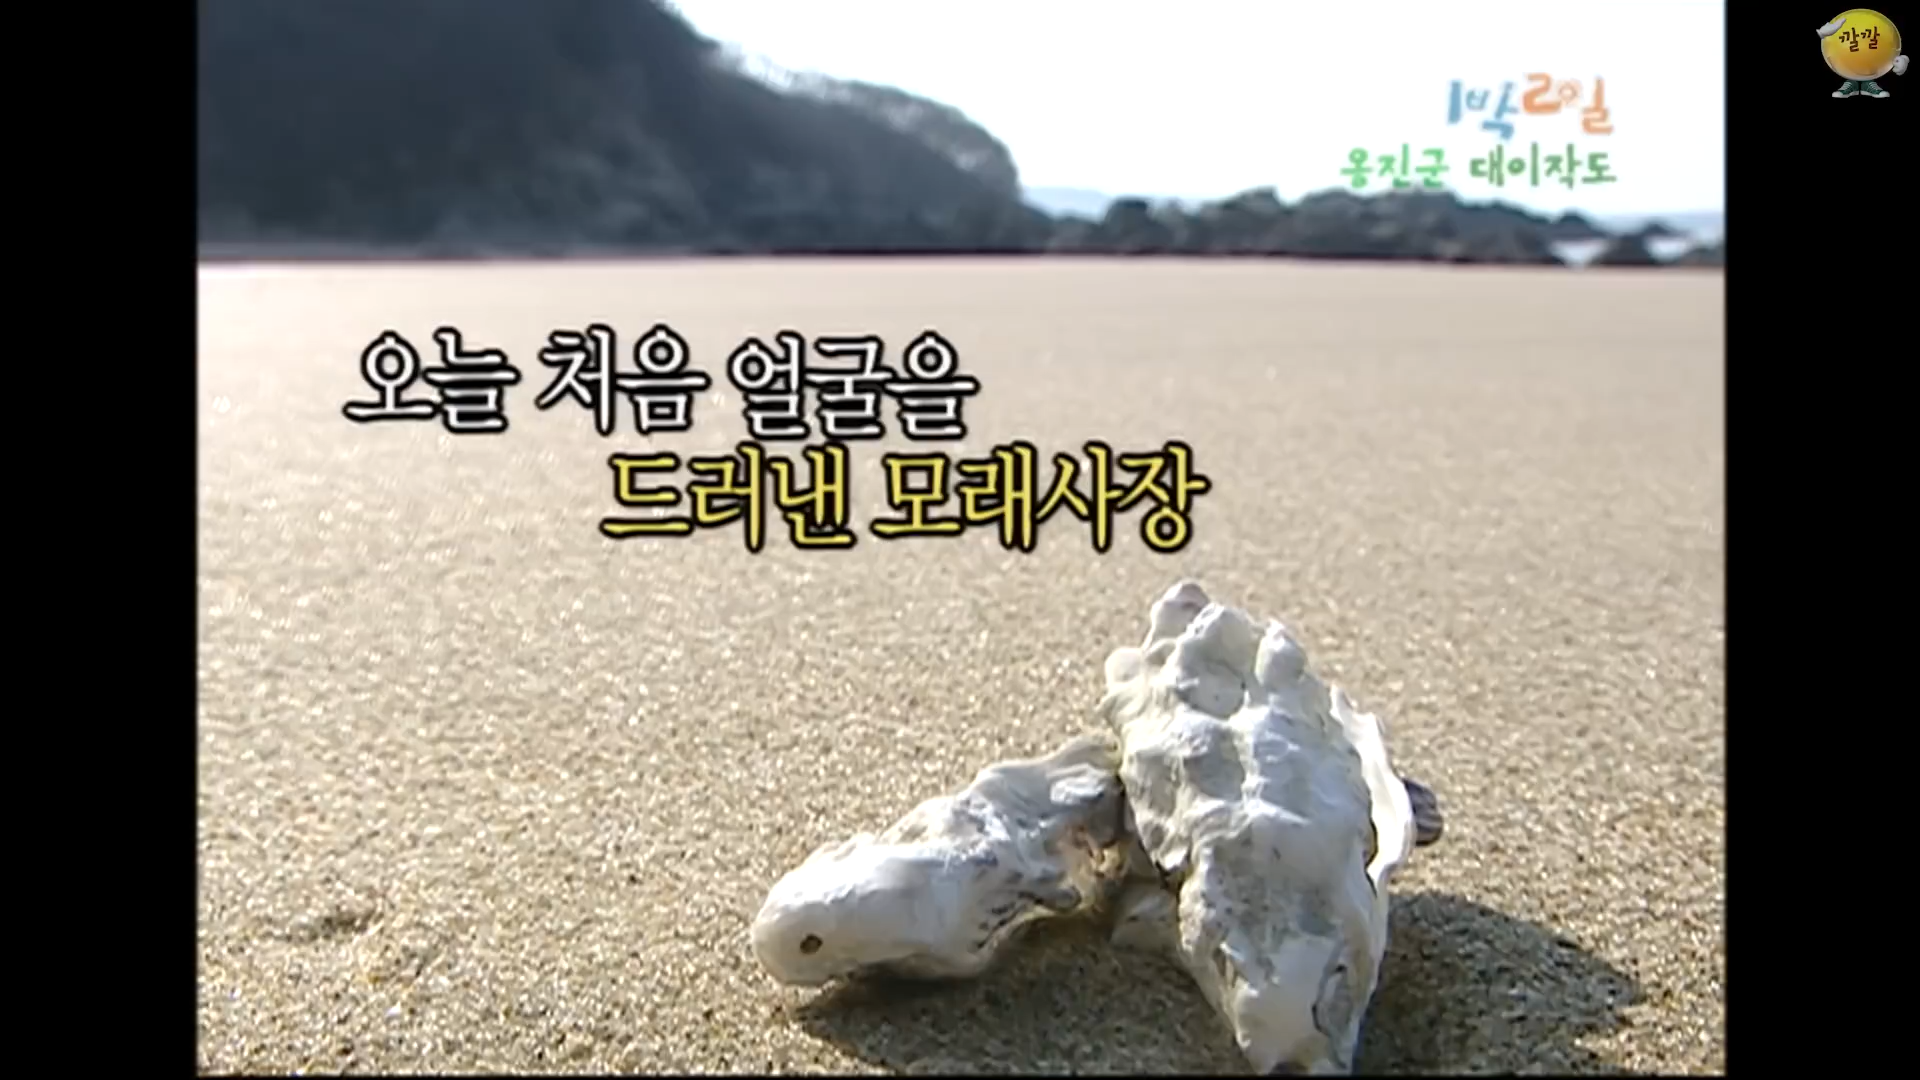 깔깔
1박2일
옹진군 대이작도
오늘 처음 얼굴을
드러낸 모래사장